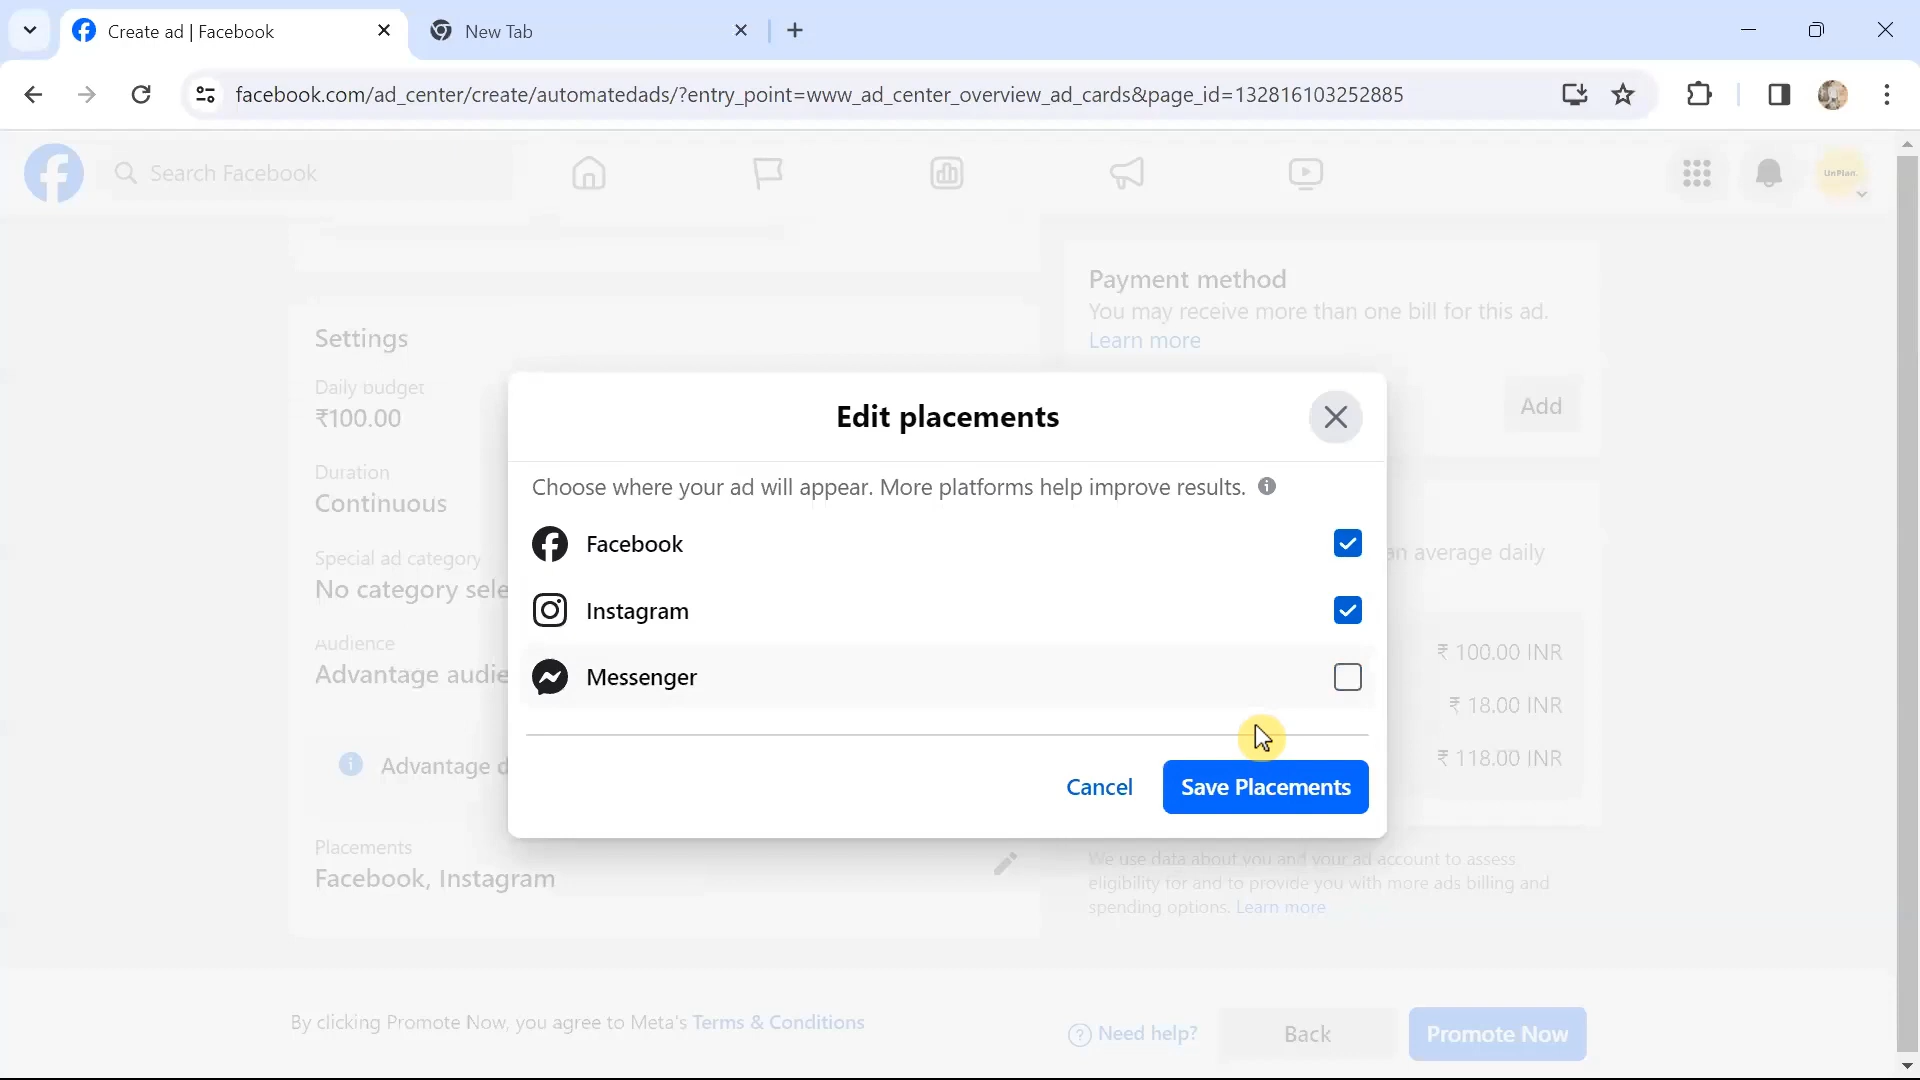 Create ad | Facebook
New Tab
facebook.com/ad_center/create/automatedads/?entry_point=www_ad_center_overview_ad_cards&page_id=132816103252885
Search Facebook
UnPlan.
Payment method
You may receive more than one bill for this ad.
Learn more
Add
Settings
Daily budget
₹100.00
Duration
Continuous
Special ad category
No category sele
Audience
Advantage audie
Advantage d
Placements
Facebook, Instagram
Edit placements
Choose where your ad will appear. More platforms help improve results.
Facebook
Instagram
Messenger
Cancel
Save Placements
an average daily
₹ 100.00 INR
₹ 18.00 INR
₹ 118.00 INR
We use data about you and your ad account to assess
eligibility for and to provide you with more ads billing and
spending options. Learn more
By clicking Promote Now, you agree to Meta's Terms & Conditions
Need help?
Back
Promote Now